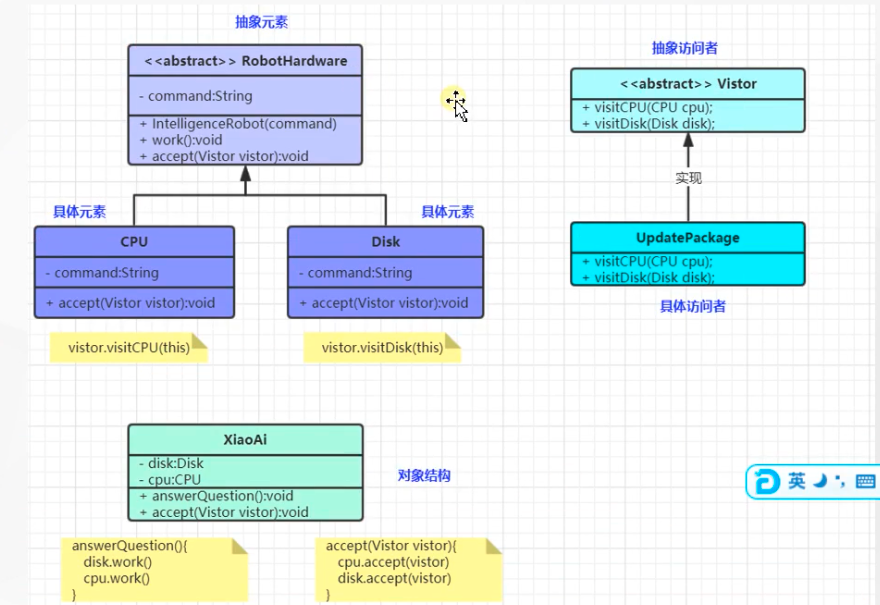 抽象元素
<<abstract>> RobotHardware
- command:String
+ IntelligenceRobot(command)
+ work():void
+ accept(Vistor vistor):void
抽象访问者
<<abstract>> Vistor
+ visitCPU(CPU cpu);
+ visitDisk(Disk disk);
实现
具体元素
CPU
- command:String
+ accept(Vistor vistor):void
vistor.visitCPU(this)
具体元素
Disk
- command:String
+ accept(Vistor vistor):void
vistor.visitDisk(this)
UpdatePackage
+ visitCPU(CPU cpu);
+ visitDisk(Disk disk);
具体访问者
XiaoAi
- disk:Disk
- cpu:CPU
+ answerQuestion():void
+ accept(Vistor vistor):void
对象结构
英
answerQuestion(){
disk.work()
cpu.work()
}
accept(Vistor vistor){
cpu.accept(vistor)
disk.accept(vistor)
}